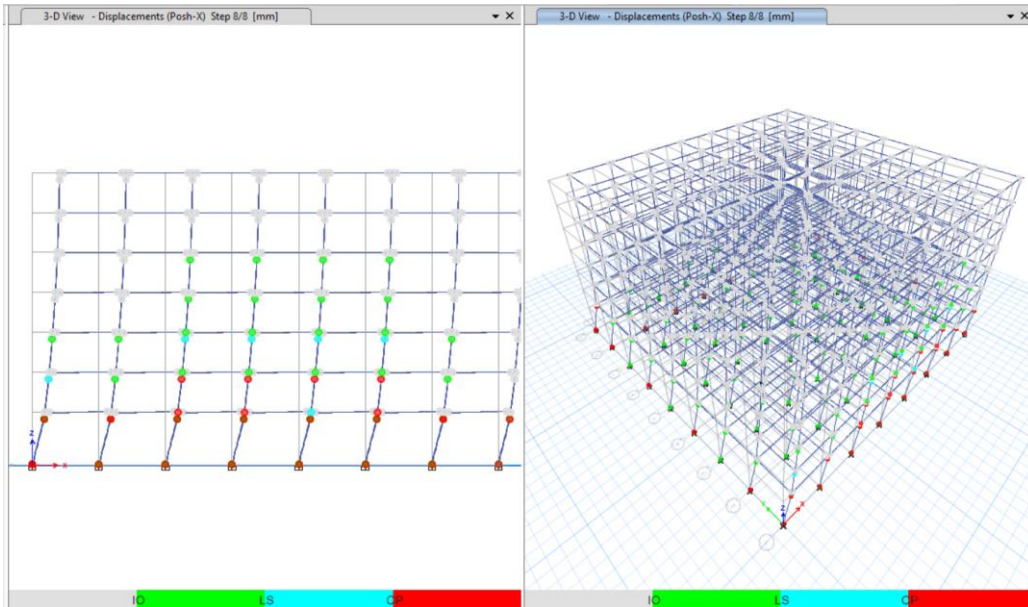 3-D View - Displacements (Posh-X) Step 8/8 [mm]
3-D View - Displacements (Posh-X) Step 8/8 [mm]
Z
X
Z
Y
X
IO
LS
CP
IO
LS
CP